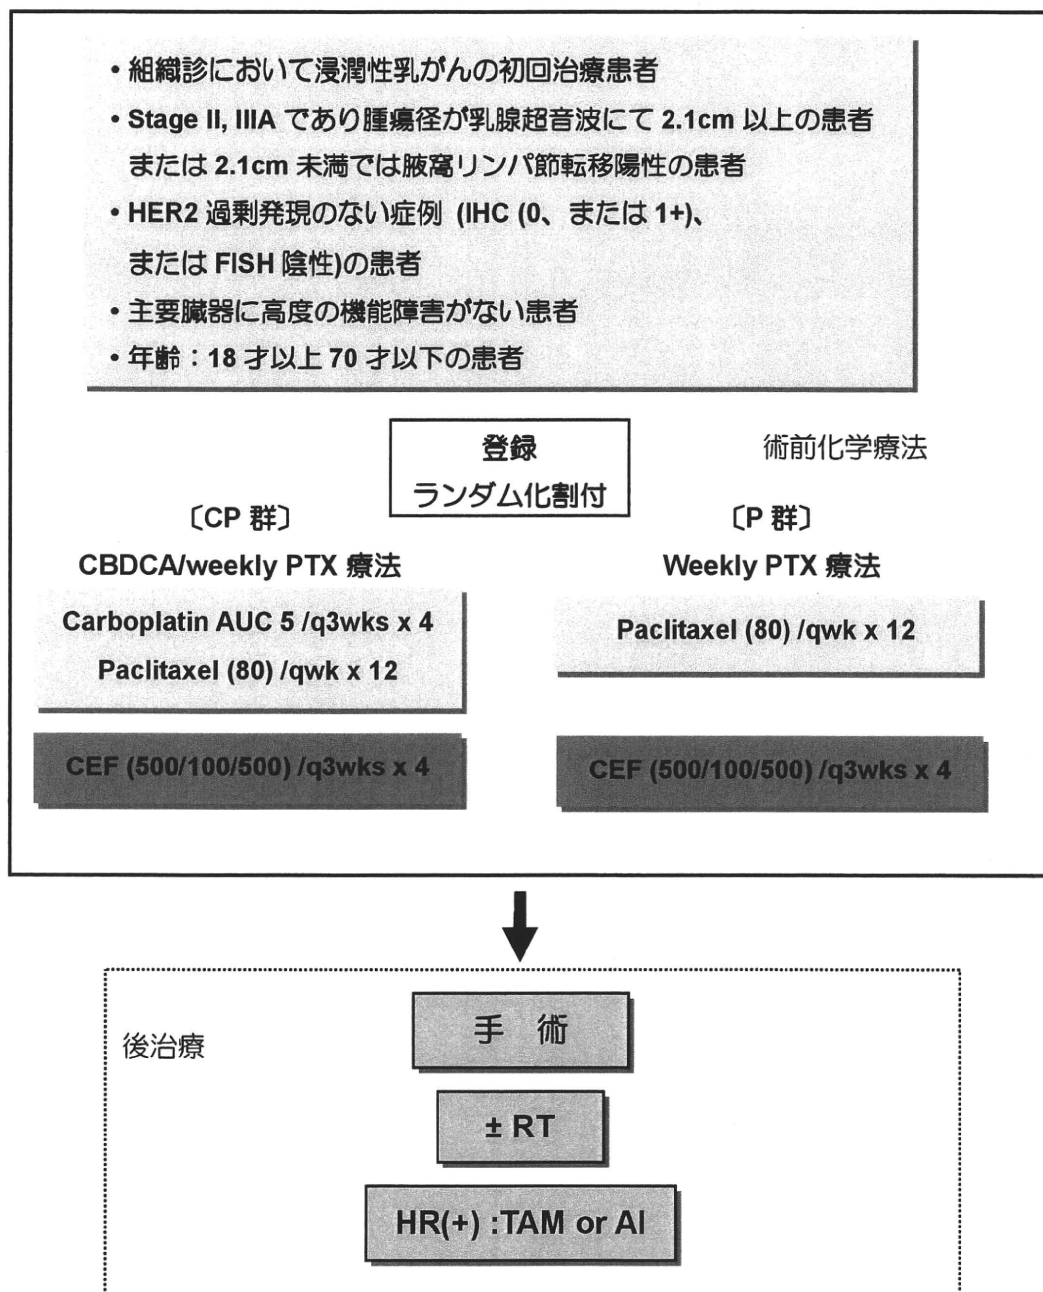 ・組織診において浸潤性乳がんの初回治療患者
・Stage II, IIIA であり腫瘍径が乳腺超音波にて 2.1cm 以上の患者
または 2.1cm 未満では腋窩リンパ節転移陽性の患者
・HER2 過剰発現のない症例 (IHC (0、または 1+)、
または FISH 陰性)の患者
・主要臓器に高度の機能障害がない患者
・年齢：18 才以上 70 才以下の患者
登録
ランダム化割付
術前化学療法
〔CP 群〕
CBDCA/weekly PTX 療法
Carboplatin AUC 5 /q3wks x 4
Paclitaxel (80) /qwk x 12
CEF (500/100/500) /q3wks x 4
〔P 群〕
Weekly PTX 療法
Paclitaxel (80) /qwk x 12
CEF (500/100/500) /q3wks x 4
後治療
手 術
± RT
HR(+) :TAM or AI